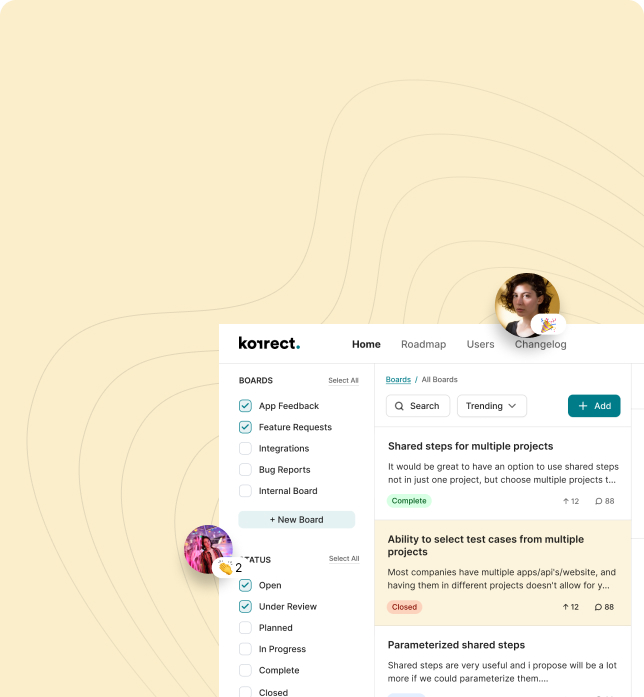 korrect.
Home Roadmap Users Changelog
BOARDS Select All
App Feedback
Feature Requests
Integrations
Bug Reports
Internal Board
+ New Board
2
STATUS Select All
Open
Under Review
Planned
In Progress
Complete
Closed
Boards / All Boards
Search Trending + Add
Shared steps for multiple projects
It would be great to have an option to use shared steps
not in just one project, but choose multiple projects t...
Complete 12 88
Ability to select test cases from multiple
projects
Most companies have multiple apps/api's/website, and
having them in different projects doesn't allow for y...
Closed 12 88
Parameterized shared steps
Shared steps are very useful and i propose will be a lot
more if we could parameterize them....